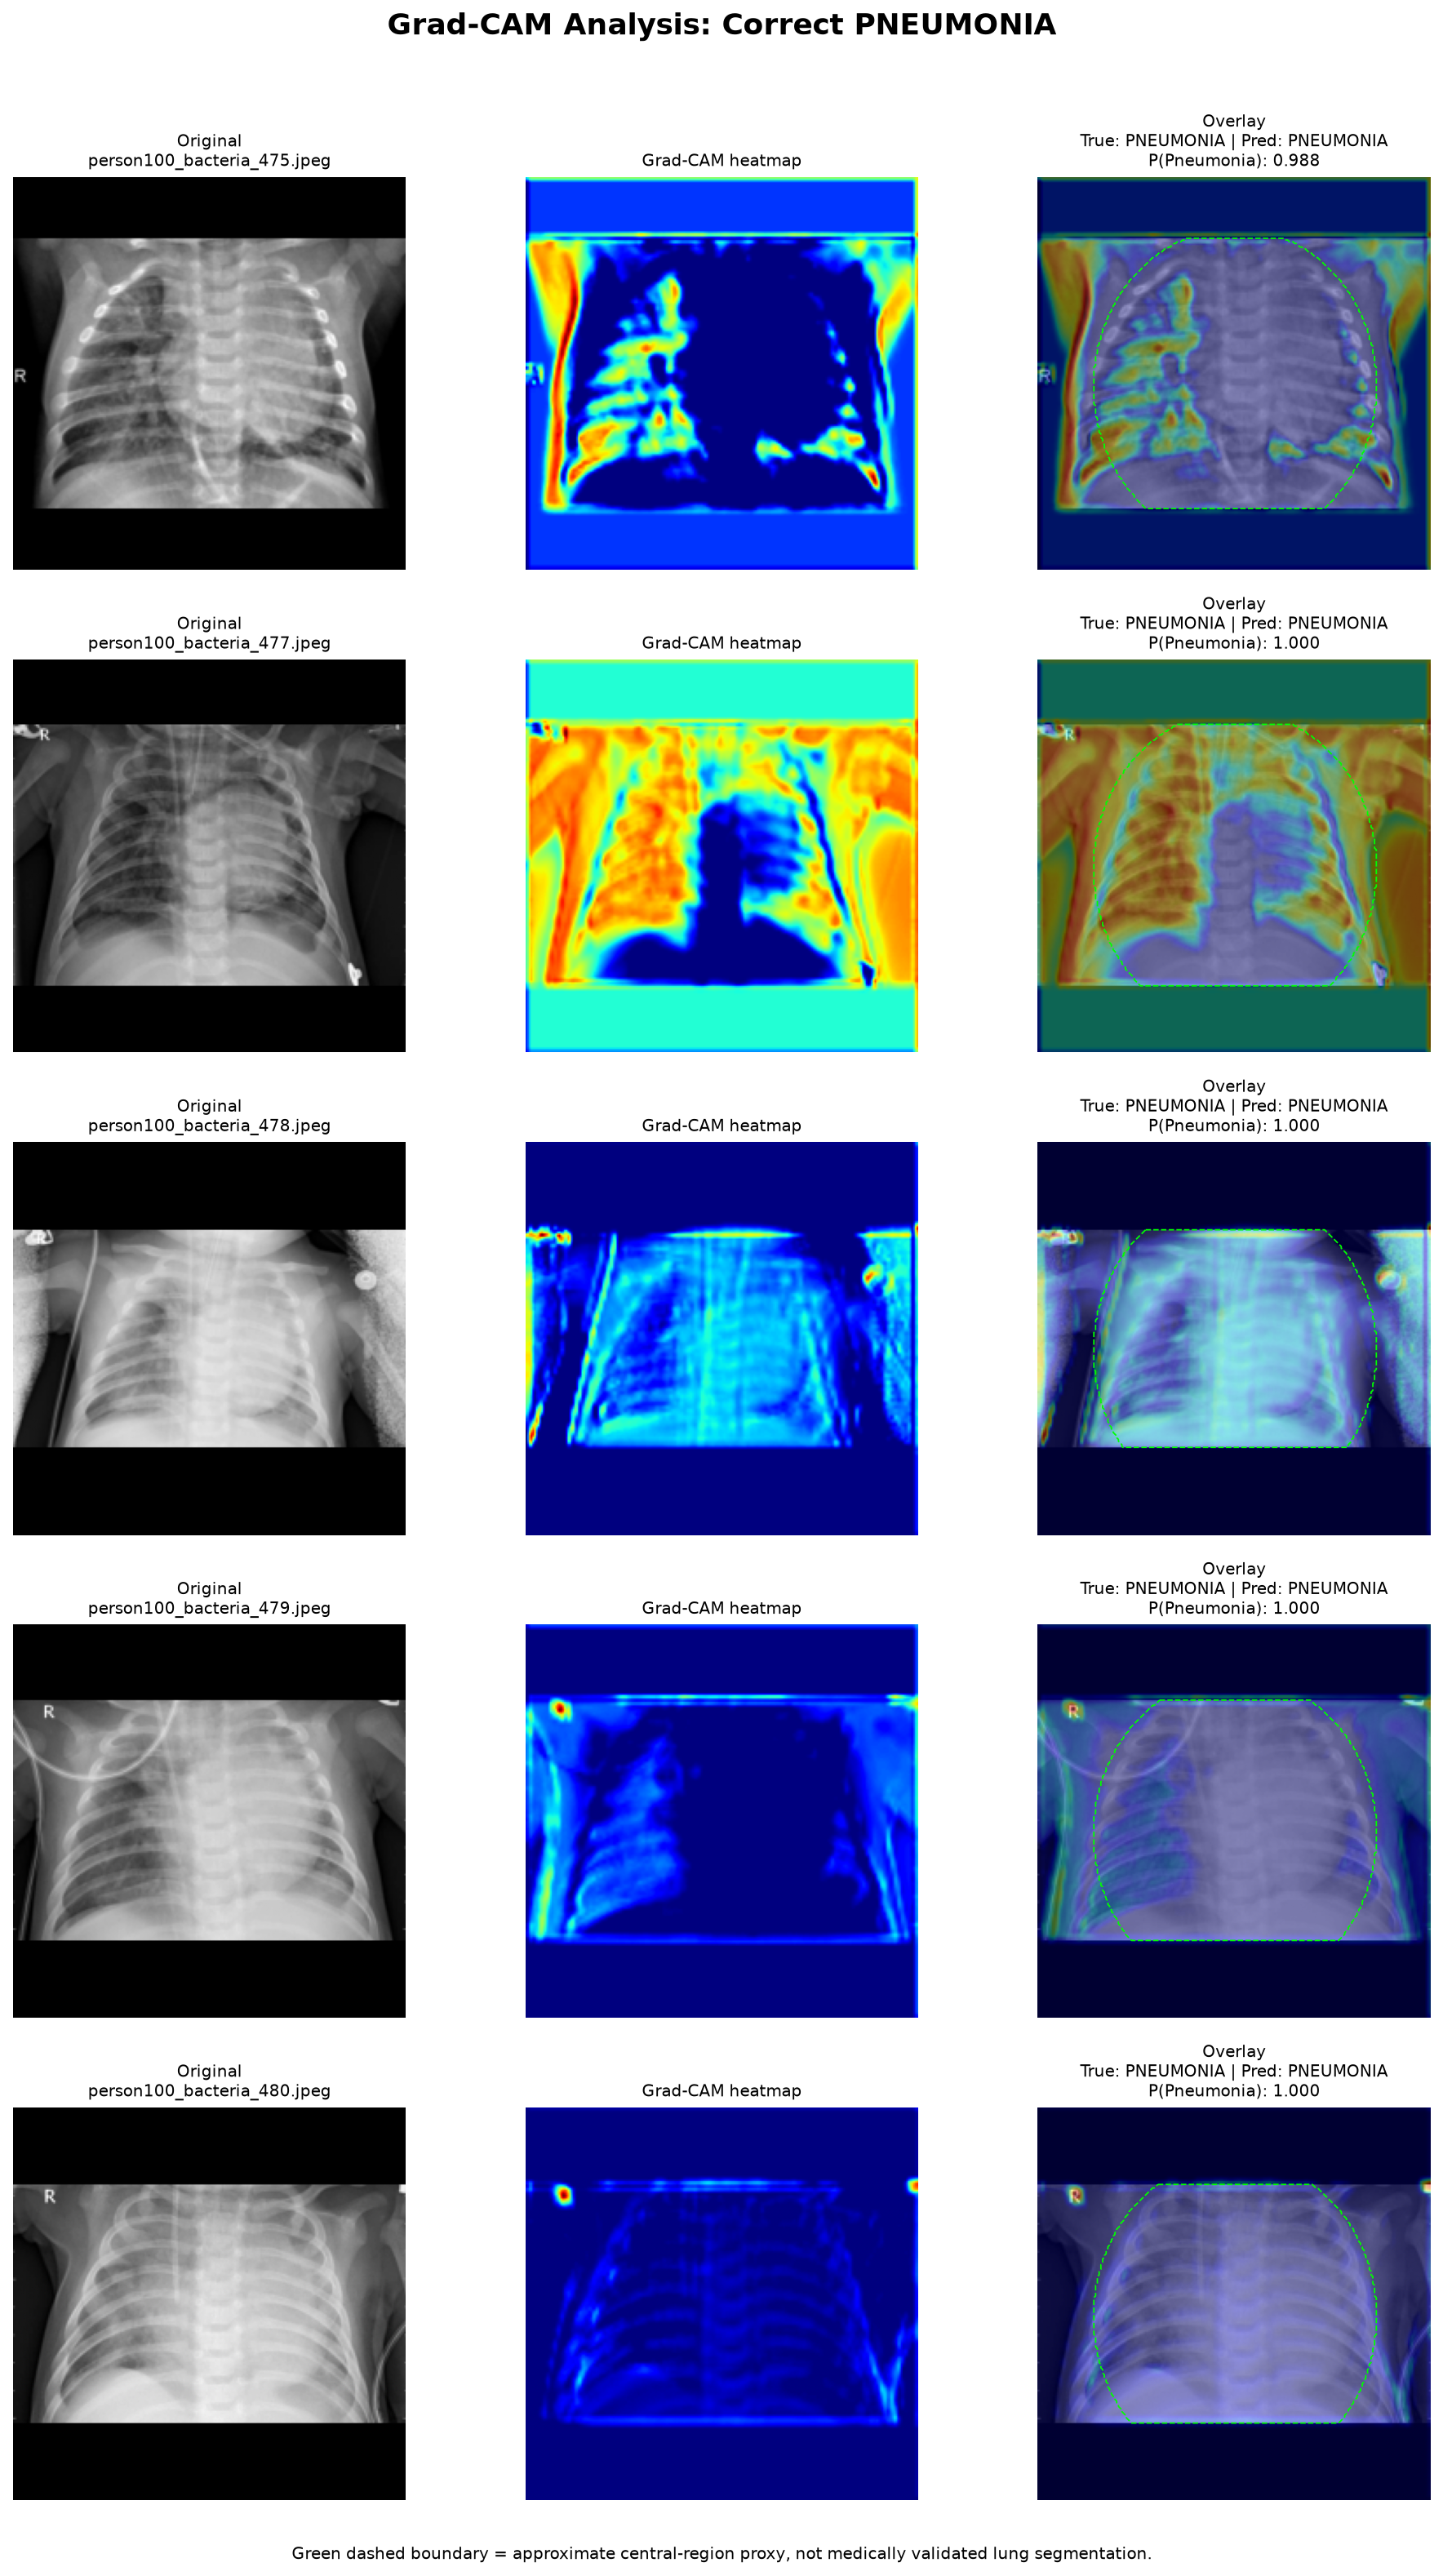 Grad-CAM Analysis: Correct PNEUMONIA
Original
person100_bacteria_475.jpeg
Grad-CAM heatmap
Overlay
True: PNEUMONIA | Pred: PNEUMONIA
P(Pneumonia): 0.988
R
R
Original
person100_bacteria_477.jpeg
Grad-CAM heatmap
Overlay
True: PNEUMONIA | Pred: PNEUMONIA
P(Pneumonia): 1.000
R
R
Original
person100_bacteria_478.jpeg
Grad-CAM heatmap
Overlay
True: PNEUMONIA | Pred: PNEUMONIA
P(Pneumonia): 1.000
Original
person100_bacteria_479.jpeg
Grad-CAM heatmap
Overlay
True: PNEUMONIA | Pred: PNEUMONIA
P(Pneumonia): 1.000
R
R
Original
person100_bacteria_480.jpeg
Grad-CAM heatmap
Overlay
True: PNEUMONIA | Pred: PNEUMONIA
P(Pneumonia): 1.000
R
R
Green dashed boundary = approximate central-region proxy, not medically validated lung segmentation.